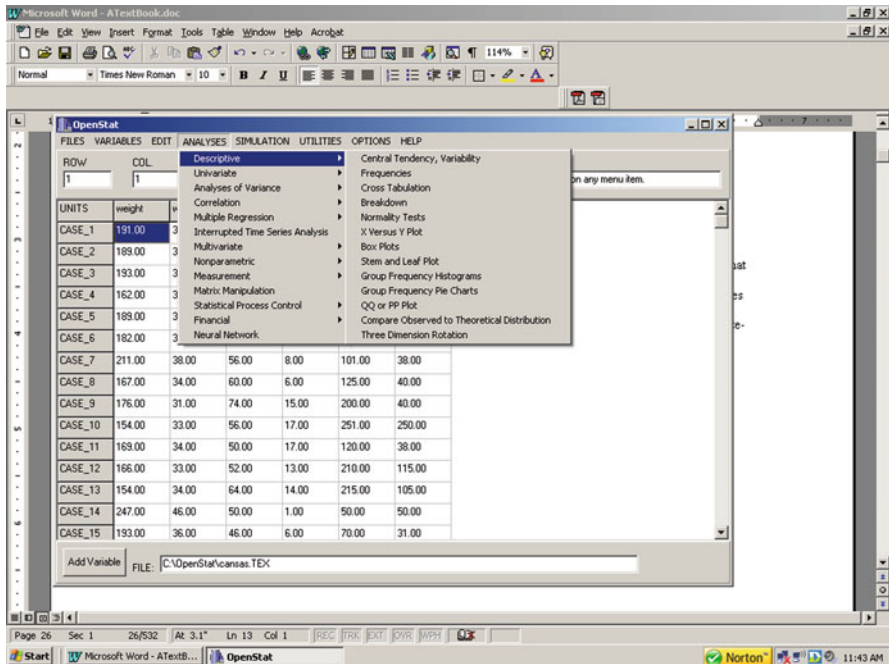 Microsoft Word - ATextBook.doc
File Edit View Insert Format Tools Table Window Help Acrobat
114%
Normal Times New Roman 10 B I U
1 7
OpenStat
FILES VARIABLES EDIT ANALYSES SIMULATION UTILITIES OPTIONS HELP
ROW COL.
1 1 on any menu item.
Descriptive
Univariate
Analyses of Variance
Correlation
Multiple Regression
Interrupted Time Series Analysis
Multivariate
Nonparametric
Measurement
Matrix Manipulation
Statistical Process Control
Financial
Neural Network
Central Tendency, Variability
Frequencies
Cross Tabulation
Breakdown
Normality Tests
X Versus Y Plot
Box Plots
Stem and Leaf Plot
Group Frequency Histograms
Group Frequency Pie Charts
QQ or PP Plot
Compare Observed to Theoretical Distribution
Three Dimension Rotation
UNITS weight
CASE_1 191.00 3
CASE_2 189.00 3
CASE_3 193.00 3
CASE_4 162.00 3
CASE_5 189.00 3
CASE_6 182.00 3
CASE_7 211.00 38.00 56.00 8.00 101.00 38.00
CASE_8 167.00 34.00 60.00 6.00 125.00 40.00
CASE_9 176.00 31.00 74.00 15.00 200.00 40.00
CASE_10 154.00 33.00 56.00 17.00 251.00 250.00
CASE_11 169.00 34.00 50.00 17.00 120.00 38.00
CASE_12 166.00 33.00 52.00 13.00 210.00 115.00
CASE_13 154.00 34.00 64.00 14.00 215.00 105.00
CASE_14 247.00 46.00 50.00 1.00 50.00 50.00
CASE_15 193.00 36.00 46.00 6.00 70.00 31.00
Add Variable FILE: C:\OpenStat\cansas.TEX
Page 26 Sec 1 26/532 At 3.1" Ln 13 Col 1 REC TRK EXT OVR WPH
Start Microsoft Word - ATextB... OpenStat Norton 11:43 AM